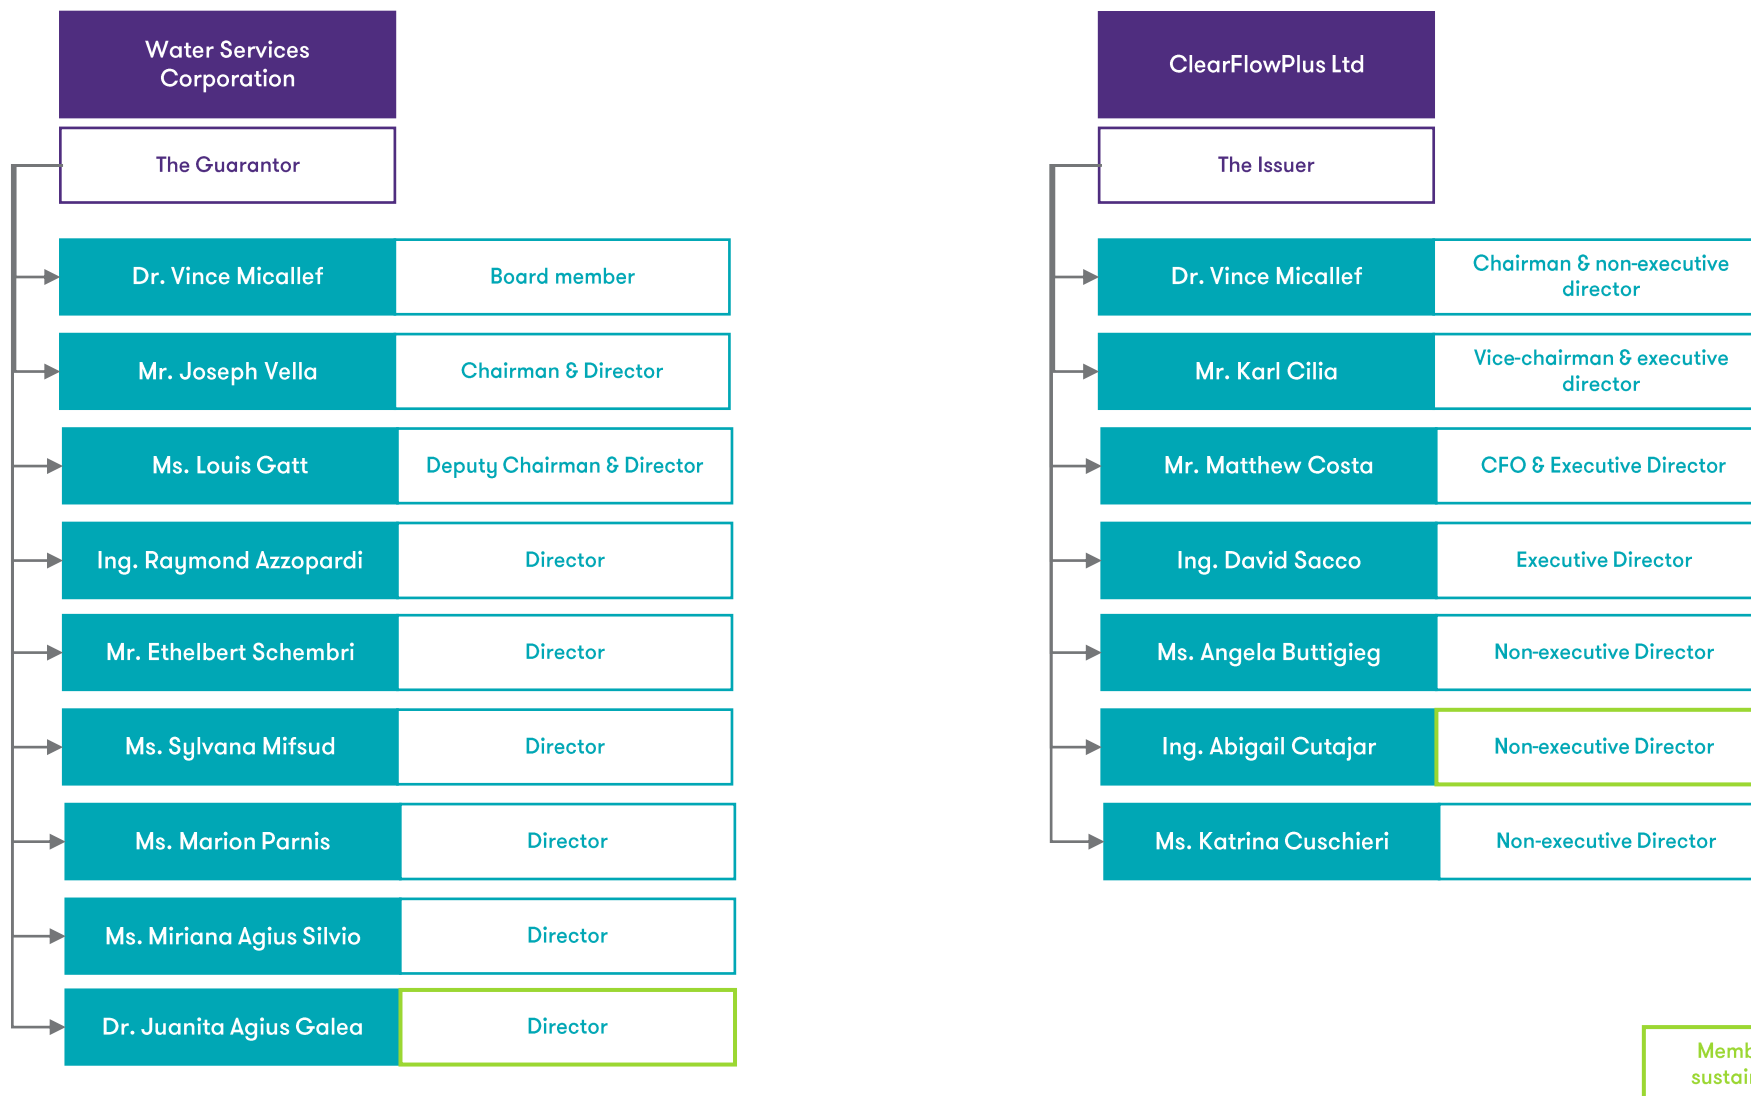 Water Services
Corporation
The Guarantor
Dr. Vince Micallef
Board member
Mr. Joseph Vella
Chairman & Director
Ms. Louis Gatt
Deputy Chairman & Director
Ing. Raymond Azzopardi
Director
Mr. Ethelbert Schembri
Director
Ms. Sylvana Mifsud
Director
Ms. Marion Parnis
Director
Ms. Miriana Agius Silvio
Director
Dr. Juanita Agius Galea
Director
ClearFlowPlus Ltd
The Issuer
Dr. Vince Micallef
Chairman & non-executive
director
Mr. Karl Cilia
Vice-chairman & executive
director
Mr. Matthew Costa
CFO & Executive Director
Ing. David Sacco
Executive Director
Ms. Angela Buttigieg
Non-executive Director
Ing. Abigail Cutajar
Non-executive Director
Ms. Katrina Cuschieri
Non-executive Director